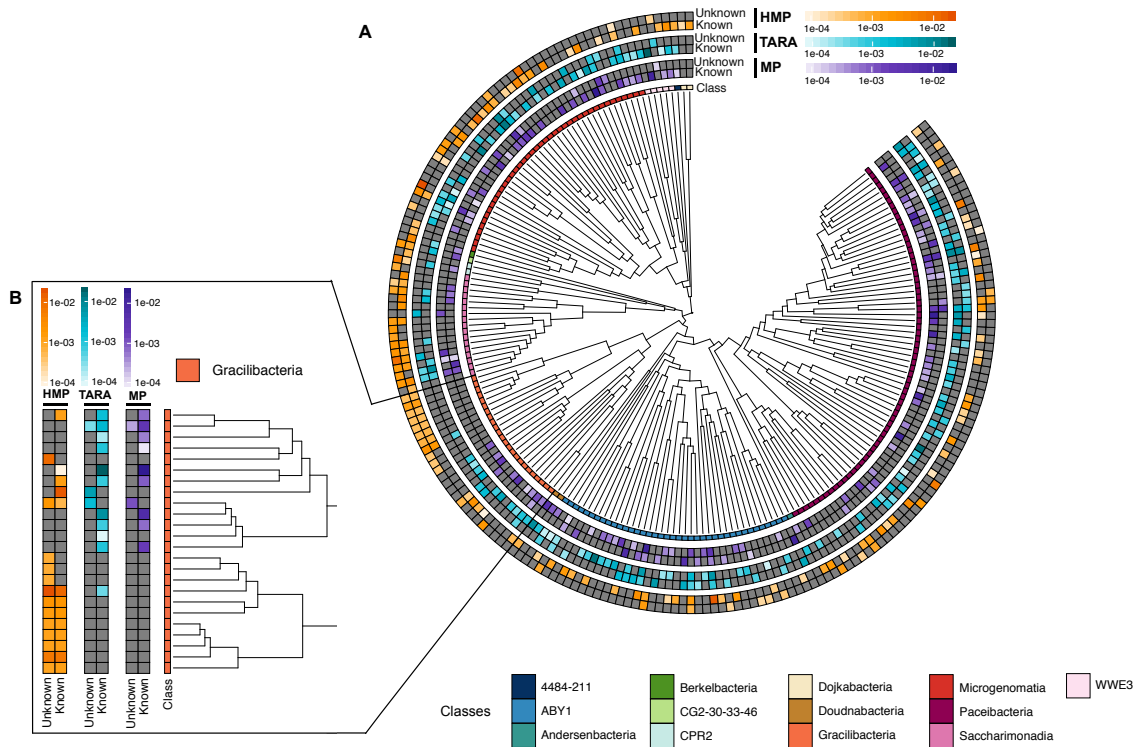 A
Unknown
Known
HMP
1e-04 1e-03 1e-02
Unknown
Known
TARA
1e-04 1e-03 1e-02
Unknown
Known
MP
1e-04 1e-03 1e-02
Class
B
1e-02 1e-02 1e-02
1e-03 1e-03 1e-03
1e-04 1e-04 1e-04
Gracilibacteria
HMP TARA MP
Unknown Known Unknown Known Unknown Known Class
Classes
4484-211
ABY1
Andersenbacteria
Berkelbacteria
CG2-30-33-46
CPR2
Dojkabacteria
Doudnabacteria
Gracilibacteria
Microgenomatia
Paceibacteria
Saccharimonadia
WWE3